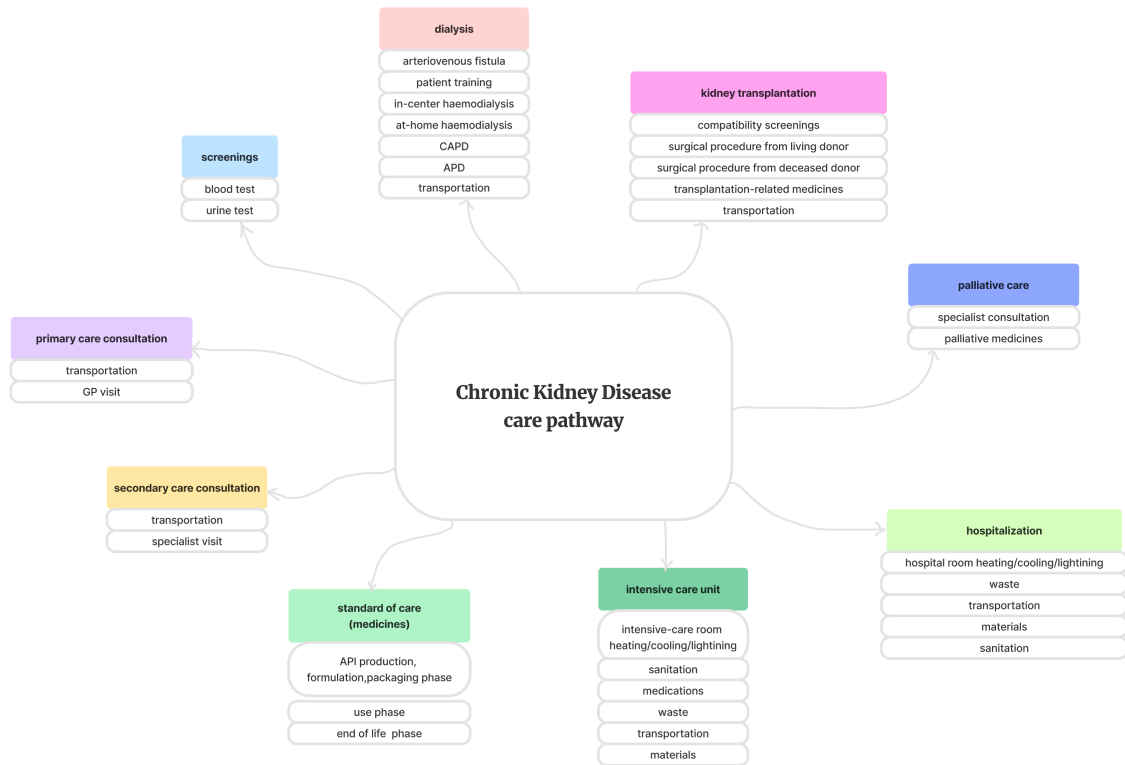 dialysis
arteriovenous fistula
patient training
in-center haemodialysis
at-home haemodialysis
CAPD
APD
transportation
kidney transplantation
compatibility screenings
surgical procedure from living donor
surgical procedure from deceased donor
transplantation-related medicines
transportation
screenings
blood test
urine test
palliative care
specialist consultation
palliative medicines
primary care consultation
transportation
GP visit
Chronic Kidney Disease
care pathway
secondary care consultation
transportation
specialist visit
hospitalization
hospital room heating/cooling/lightining
waste
transportation
materials
sanitation
standard of care
(medicines)
API production,
formulation,packaging phase
use phase
end of life phase
intensive care unit
intensive-care room
heating/cooling/lightining
sanitation
medications
waste
transportation
materials